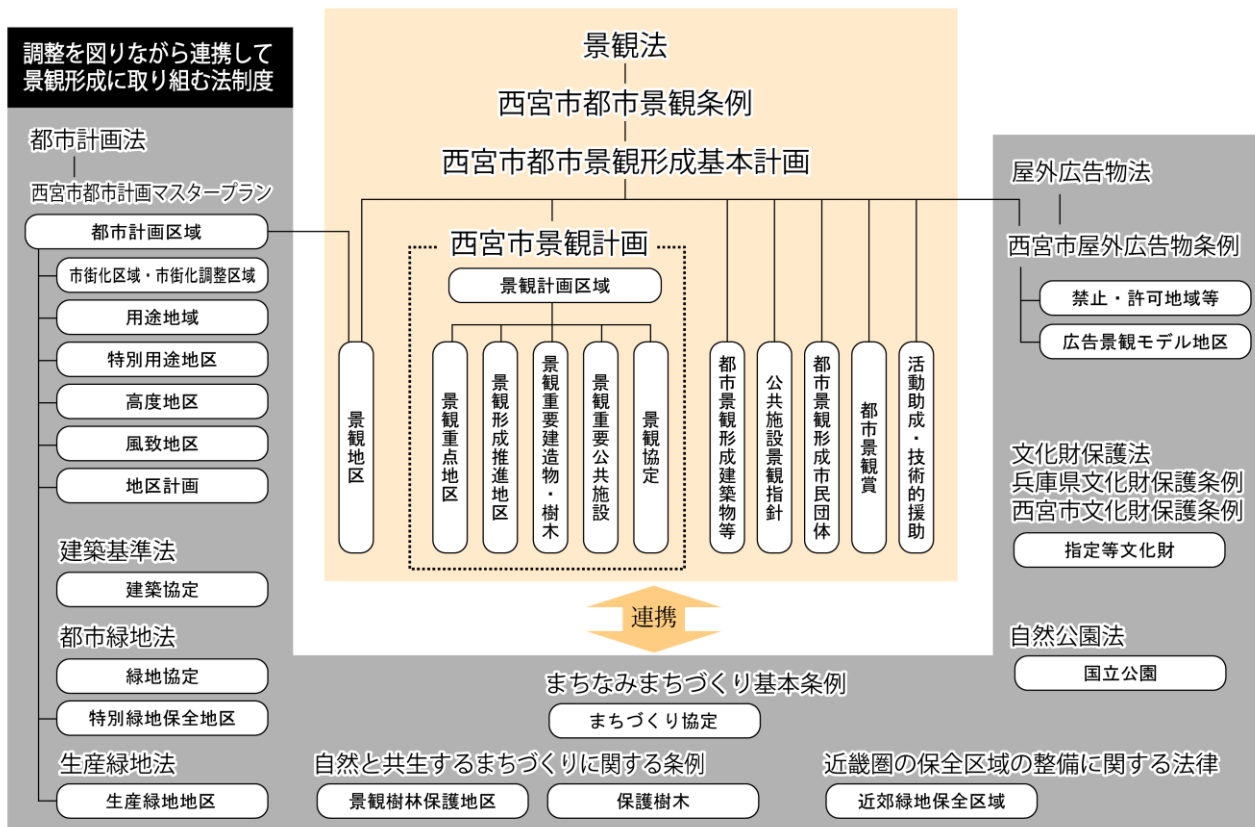 調整を図りながら連携して
景観形成に取り組む法制度
都市計画法
西宮市都市計画マスタープラン
都市計画区域
市街化区域・市街化調整区域
用途地域
特別用途地区
高度地区
風致地区
地区計画
建築基準法
建築協定
都市緑地法
緑地協定
特別緑地保全地区
生産緑地法
生産緑地地区
景観法
西宮市都市景観条例
西宮市都市景観形成基本計画
西宮市景観計画
景観計画区域
景観地区
景観重点地区
景観形成推進地区
景観重要建造物・樹木
景観重要公共施設
景観協定
都市景観形成建築物等
公共施設景観指針
都市景観形成市民団体
都市景観賞
活動助成・技術的援助
連携
まちなみまちづくり基本条例
まちづくり協定
自然と共生するまちづくりに関する条例
景観樹林保護地区
保護樹木
近畿圏の保全区域の整備に関する法律
近郊緑地保全区域
屋外広告物法
西宮市屋外広告物条例
禁止・許可地域等
広告景観モデル地区
文化財保護法
兵庫県文化財保護条例
西宮市文化財保護条例
指定等文化財
自然公園法
国立公園